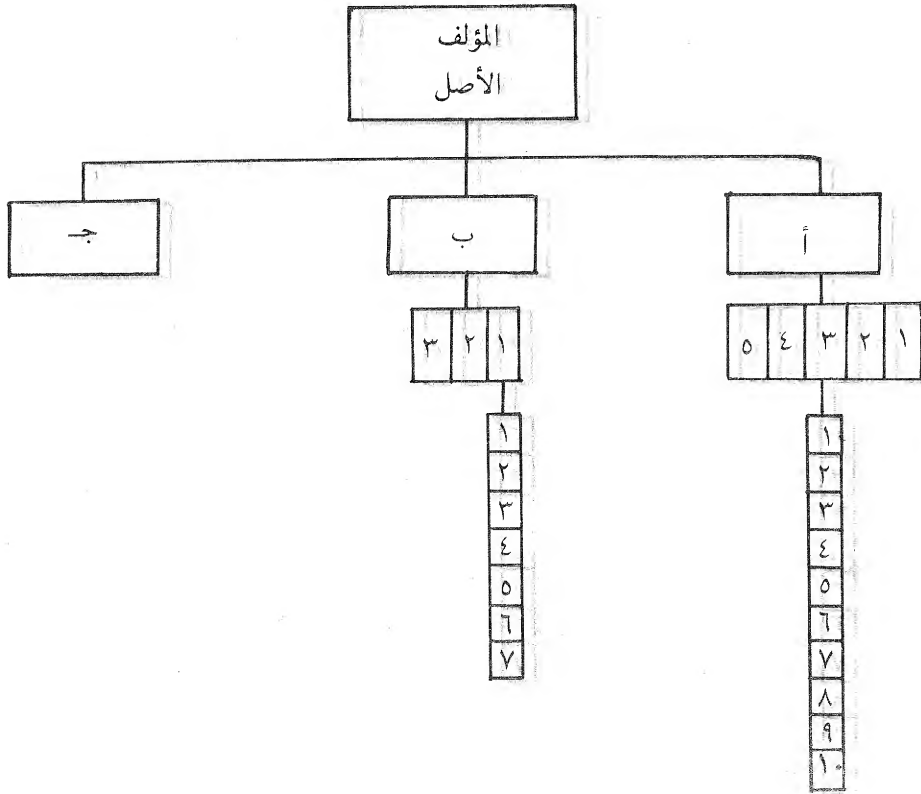 المؤلف
الأصل
أ
ب
جـ
١ ٢ ٣ ٤ ٥
١ ٢ ٣
١
٢
٣
٤
٥
٦
٧
٨
٩
١٠
١
٢
٣
٤
٥
٦
٧